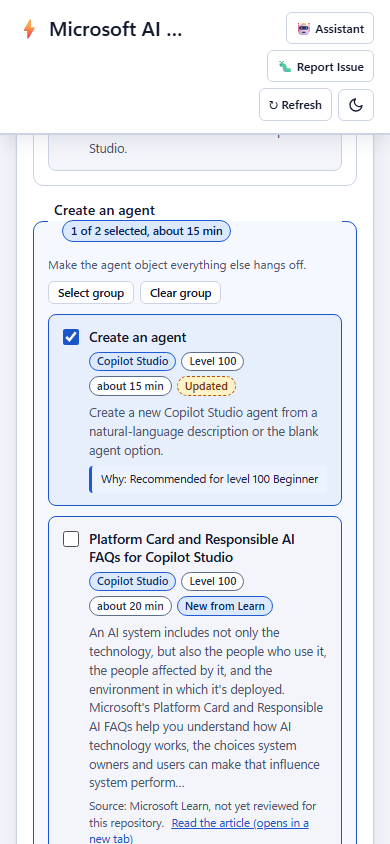 Microsoft AI ...
Assistant
Report Issue
↻ Refresh
Studio.
Create an agent
1 of 2 selected, about 15 min
Make the agent object everything else hangs off.
Select group
Clear group
Create an agent
Copilot Studio
Level 100
about 15 min
Updated
Create a new Copilot Studio agent from a
natural-language description or the blank
agent option.
Why: Recommended for level 100 Beginner
Platform Card and Responsible AI
FAQs for Copilot Studio
Copilot Studio
Level 100
about 20 min
New from Learn
An AI system includes not only the
technology, but also the people who use it,
the people affected by it, and the
environment in which it's deployed.
Microsoft's Platform Card and Responsible
AI FAQs help you understand how AI
technology works, the choices system
owners and users can make that influence
system perform...
Source: Microsoft Learn, not yet reviewed for
this repository. Read the article (opens in a
new tab)